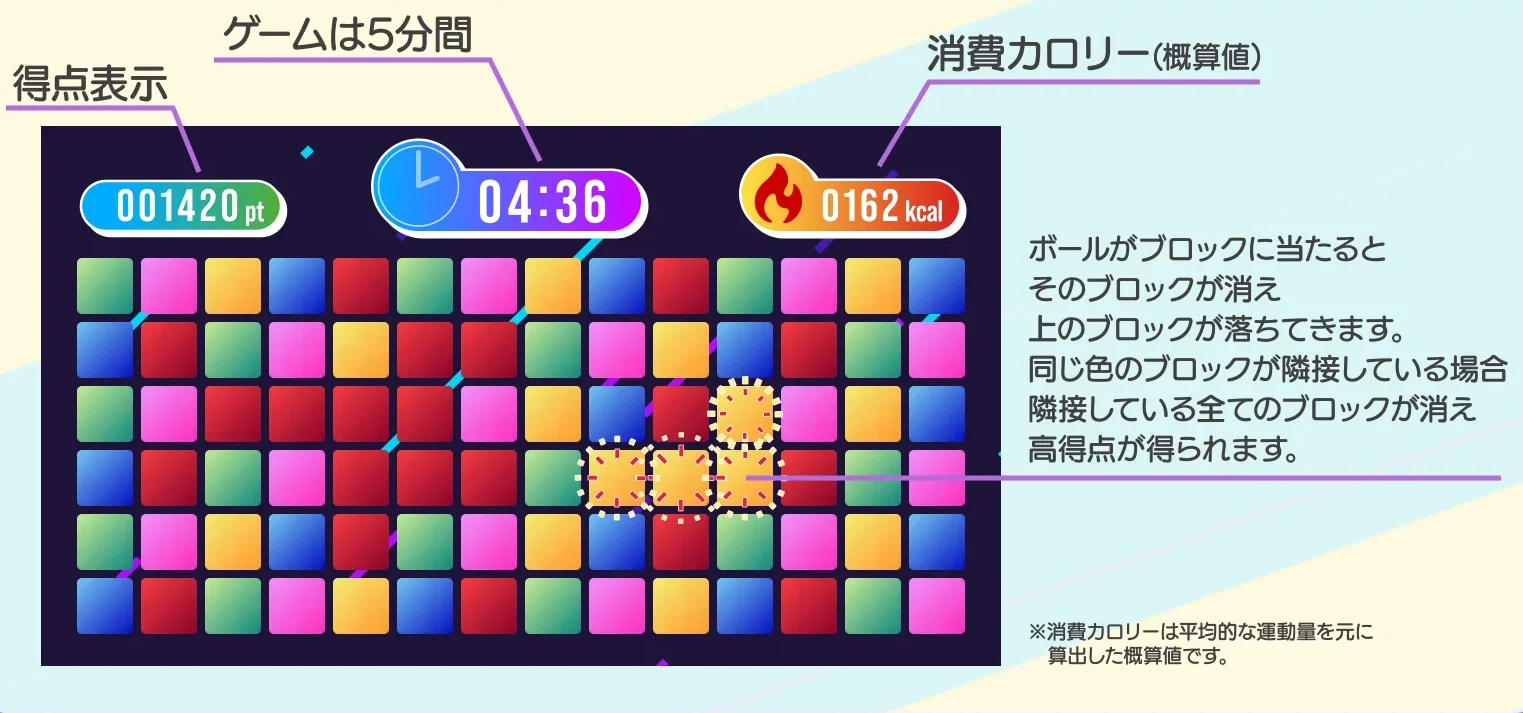 ゲームは5分間
得点表示
消費カロリー(概算値)
001420pt
04:36
0162kcal
ボールがブロックに当たると
そのブロックが消え
上のブロックが落ちてきます。
同じ色のブロックが隣接している場合
隣接している全てのブロックが消え
高得点が得られます。
※消費カロリーは平均的な運動量を元に
算出した概算値です。